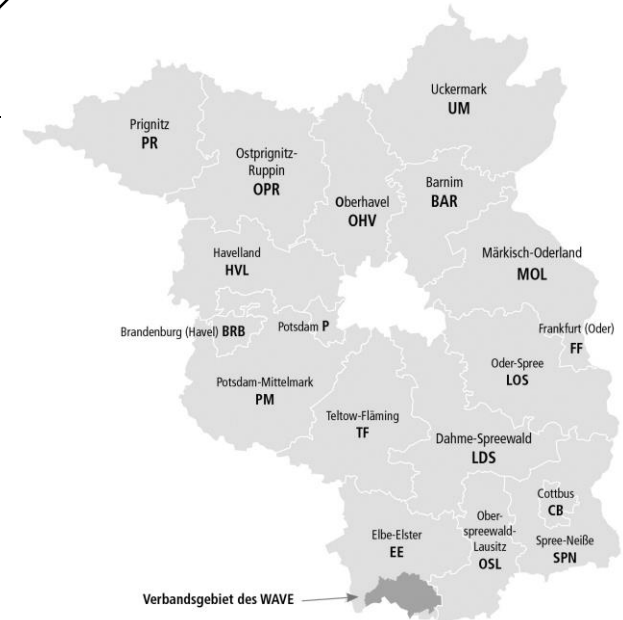 Uckermark
UM
Prignitz
PR
Ostprignitz-
Ruppin
OPR
Barnim
BAR
Oberhavel
OHV
Havelland
HVL
Märkisch-Oderland
MOL
Brandenburg (Havel) BRB
Potsdam P
Frankfurt (Oder)
FF
Oder-Spree
LOS
Potsdam-Mittelmark
PM
Teltow-Fläming
TF
Dahme-Spreewald
LDS
Cottbus
CB
Elbe-Elster
EE
Ober-
spreewald-
Lausitz
OSL
Spree-Neiße
SPN
Verbandsgebiet des WAVE